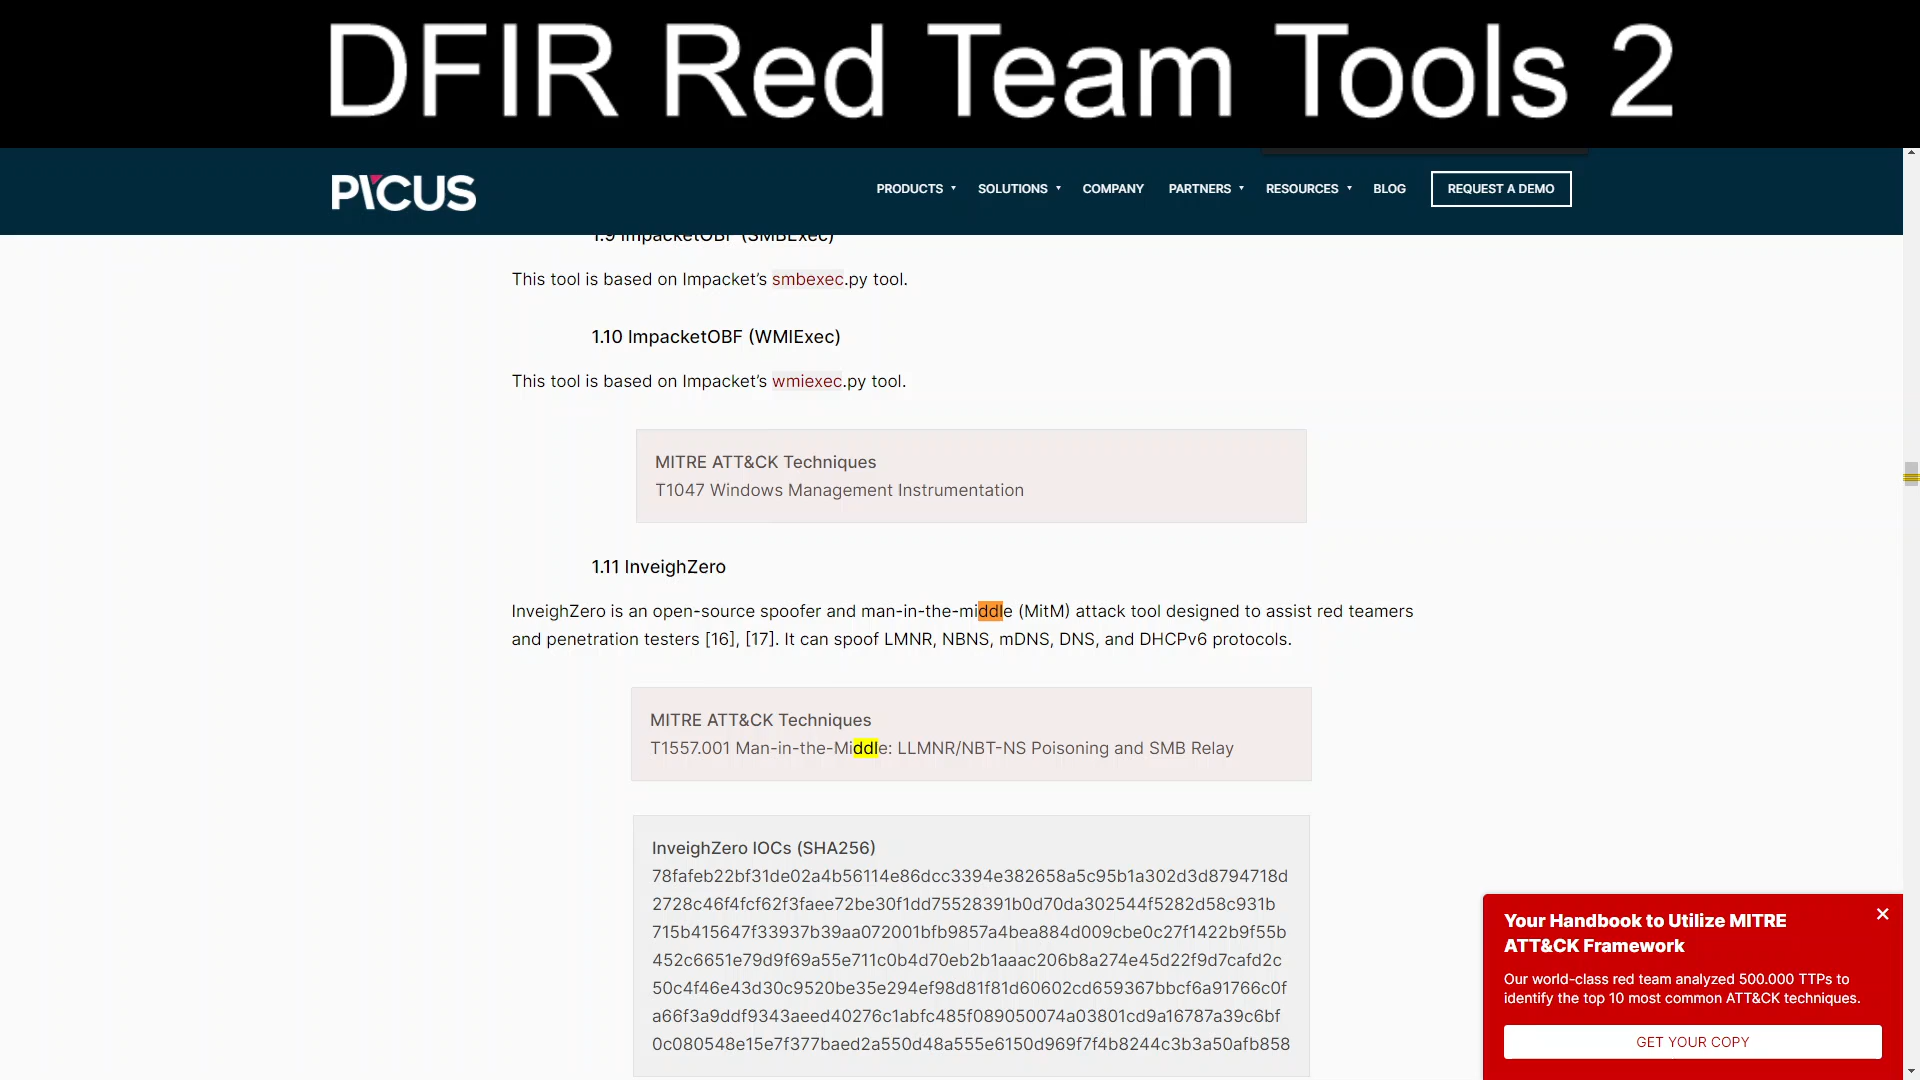 DFIR Red Team Tools 2
PICUS
PRODUCTS SOLUTIONS COMPANY PARTNERS RESOURCES BLOG REQUEST A DEMO
1.9 ImpacketOBF (SMBExec)
This tool is based on Impacket’s smbexec.py tool.
1.10 ImpacketOBF (WMIExec)
This tool is based on Impacket’s wmiexec.py tool.
MITRE ATT&CK Techniques
T1047 Windows Management Instrumentation
1.11 InveighZero
InveighZero is an open-source spoofer and man-in-the-middle (MitM) attack tool designed to assist red teamers
and penetration testers [16], [17]. It can spoof LMNR, NBNS, mDNS, DNS, and DHCPv6 protocols.
MITRE ATT&CK Techniques
T1557.001 Man-in-the-Middle: LLMNR/NBT-NS Poisoning and SMB Relay
InveighZero IOCs (SHA256)
78fafeb22bf31de02a4b56114e86dcc3394e382658a5c95b1a302d3d8794718d
2728c46f4fcf62f3faee72be30f1dd75528391b0d70da302544f5282d58c931b
715b415647f33937b39aa072001bfb9857a4bea884d009cbe0c27f1422b9f55b
452c6651e79d9f69a55e711c0b4d70eb2b1aaac206b8a274e45d22f9d7cafd2c
50c4f46e43d30c9520be35e294ef98d81f81d60602cd659367bbcf6a91766c0f
a66f3a9ddf9343aeed40276c1abfc485f089050074a03801cd9a16787a39c6bf
0c080548e15e7f377baed2a550d48a555e6150d969f7f4b8244c3b3a50afb858
Your Handbook to Utilize MITRE
ATT&CK Framework
Our world-class red team analyzed 500.000 TTPs to
identify the top 10 most common ATT&CK techniques.
GET YOUR COPY